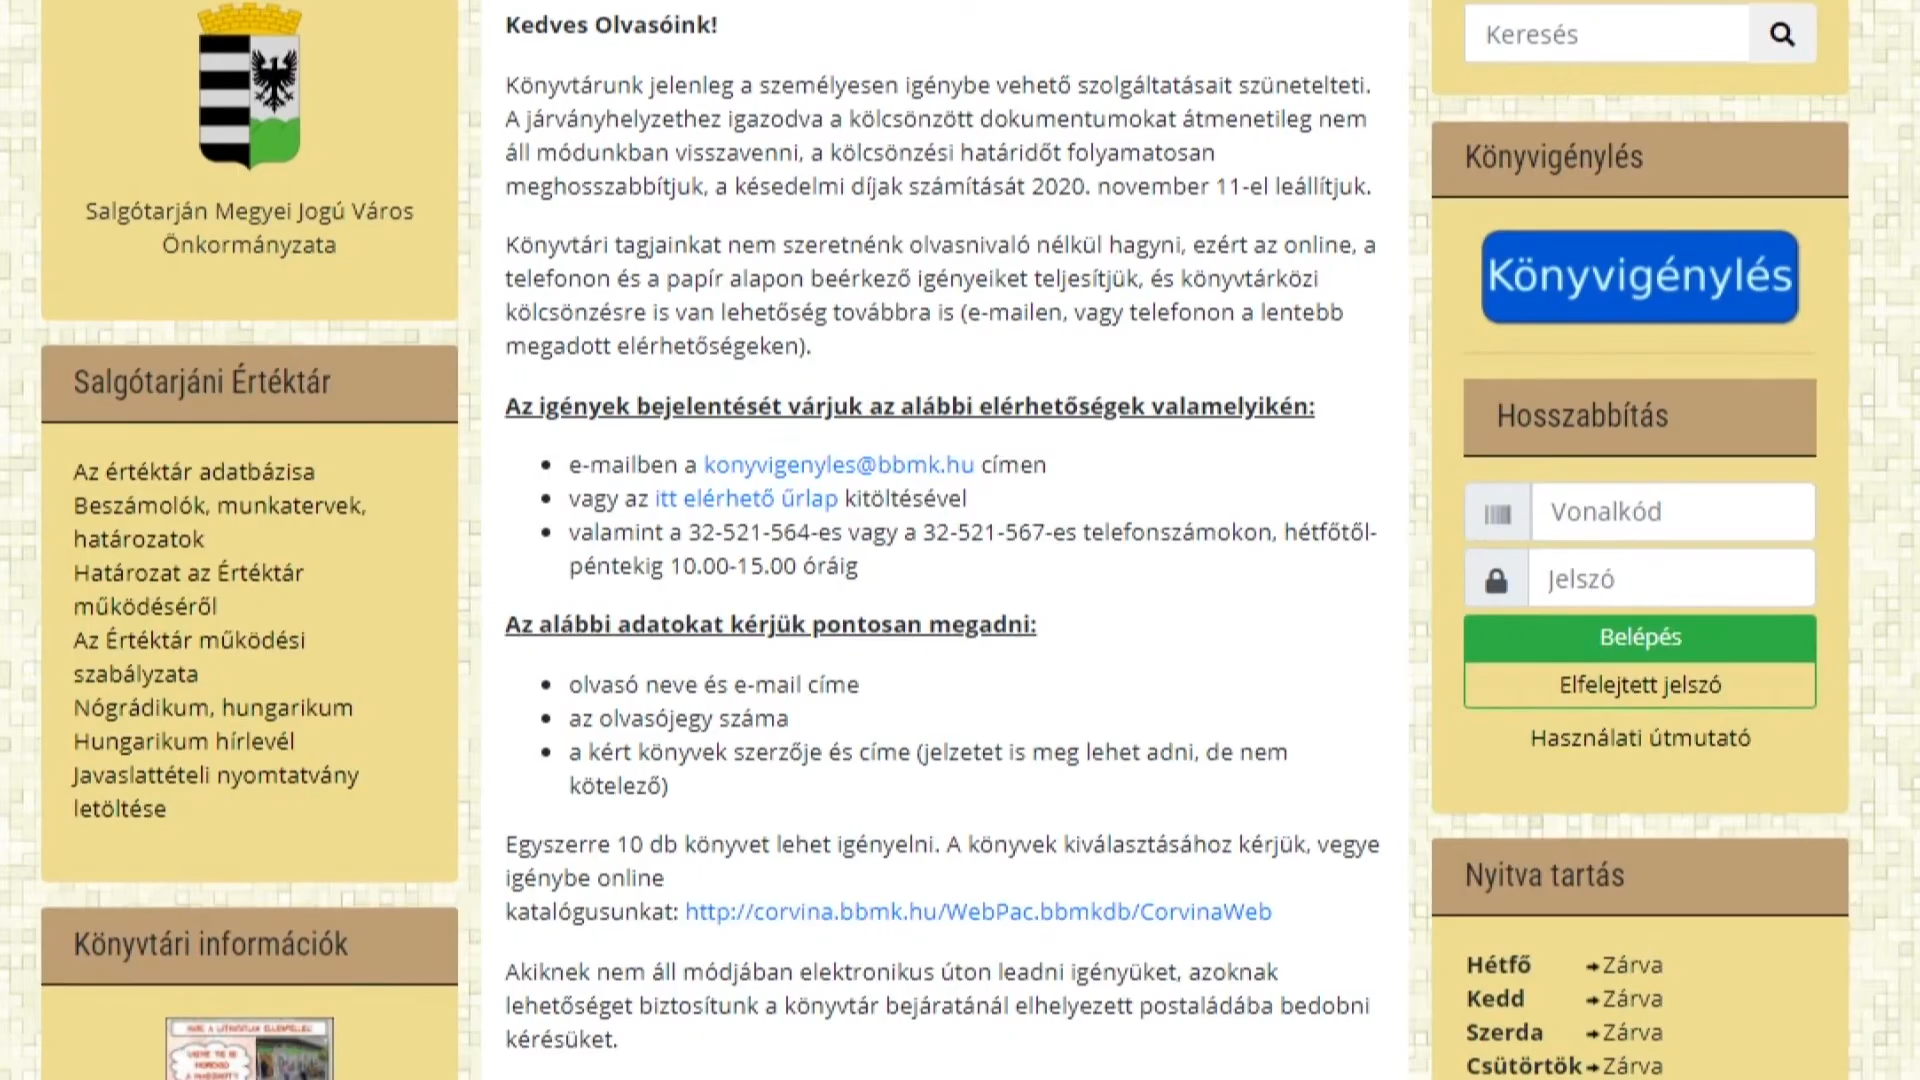 Salgótarján Megyei Jogú Város
Önkormányzata
Salgótarjáni Értéktár
Az értéktár adatbázisa
Beszámolók, munkatervek,
határozatok
Határozat az Értéktár
működéséről
Az Értéktár működési
szabályzata
Nógrádikum, hungarikum
Hungarikum hírlevél
Javaslattételi nyomtatvány
letöltése
Könyvtári információk
Kedves Olvasóink!
Könyvtárunk jelenleg a személyesen igénybe vehető szolgáltatásait szünetelteti.
A járványhelyzethez igazodva a kölcsönzött dokumentumokat átmenetileg nem
áll módunkban visszavenni, a kölcsönzési határidőt folyamatosan
meghosszabbítjuk, a késedelmi díjak számítását 2020. november 11-el leállítjuk.
Könyvtári tagjainkat nem szeretnénk olvasnivaló nélkül hagyni, ezért az online, a
telefonon és a papír alapon beérkező igényeiket teljesítjük, és könyvtárközi
kölcsönzésre is van lehetőség továbbra is (e-mailen, vagy telefonon a lentebb
megadott elérhetőségeken).
Az igények bejelentését várjuk az alábbi elérhetőségek valamelyikén:
e-mailben a konyvigenyles@bbmk.hu címen
vagy az itt elérhető űrlap kitöltésével
valamint a 32-521-564-es vagy a 32-521-567-es telefonszámokon, hétfőtől-
péntekig 10.00-15.00 óráig
Az alábbi adatokat kérjük pontosan megadni:
olvasó neve és e-mail címe
az olvasójegy száma
a kért könyvek szerzője és címe (jelzetet is meg lehet adni, de nem
kötelező)
Egyszerre 10 db könyvet lehet igényelni. A könyvek kiválasztásához kérjük, vegye
igénybe online
katalógusunkat: http://corvina.bbmk.hu/WebPac.bbmkdb/CorvinaWeb
Akiknek nem áll módjában elektronikus úton leadni igényüket, azoknak
lehetőséget biztosítunk a könyvtár bejáratánál elhelyezett postaládába bedobni
kérésüket.
Keresés
Könyvigénylés
Könyvigénylés
Hosszabbítás
Vonalkód
Jelszó
Belépés
Elfelejtett jelszó
Használati útmutató
Nyitva tartás
Hétfő Zárva
Kedd Zárva
Szerda Zárva
Csütörtök Zárva